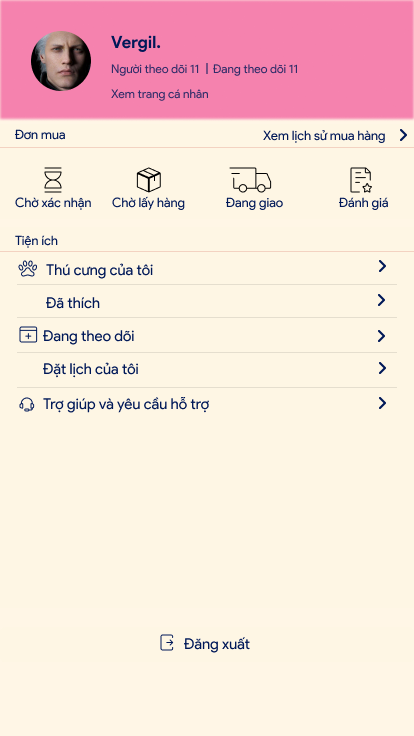 Vergil.
Người theo dõi 11 | Đang theo dõi 11
Xem trang cá nhân
Đơn mua Xem lịch sử mua hàng
Chờ xác nhận Chờ lấy hàng Đang giao Đánh giá
Tiện ích
Thú cưng của tôi
Đã thích
Đang theo dõi
Đặt lịch của tôi
Trợ giúp và yêu cầu hỗ trợ
Đăng xuất